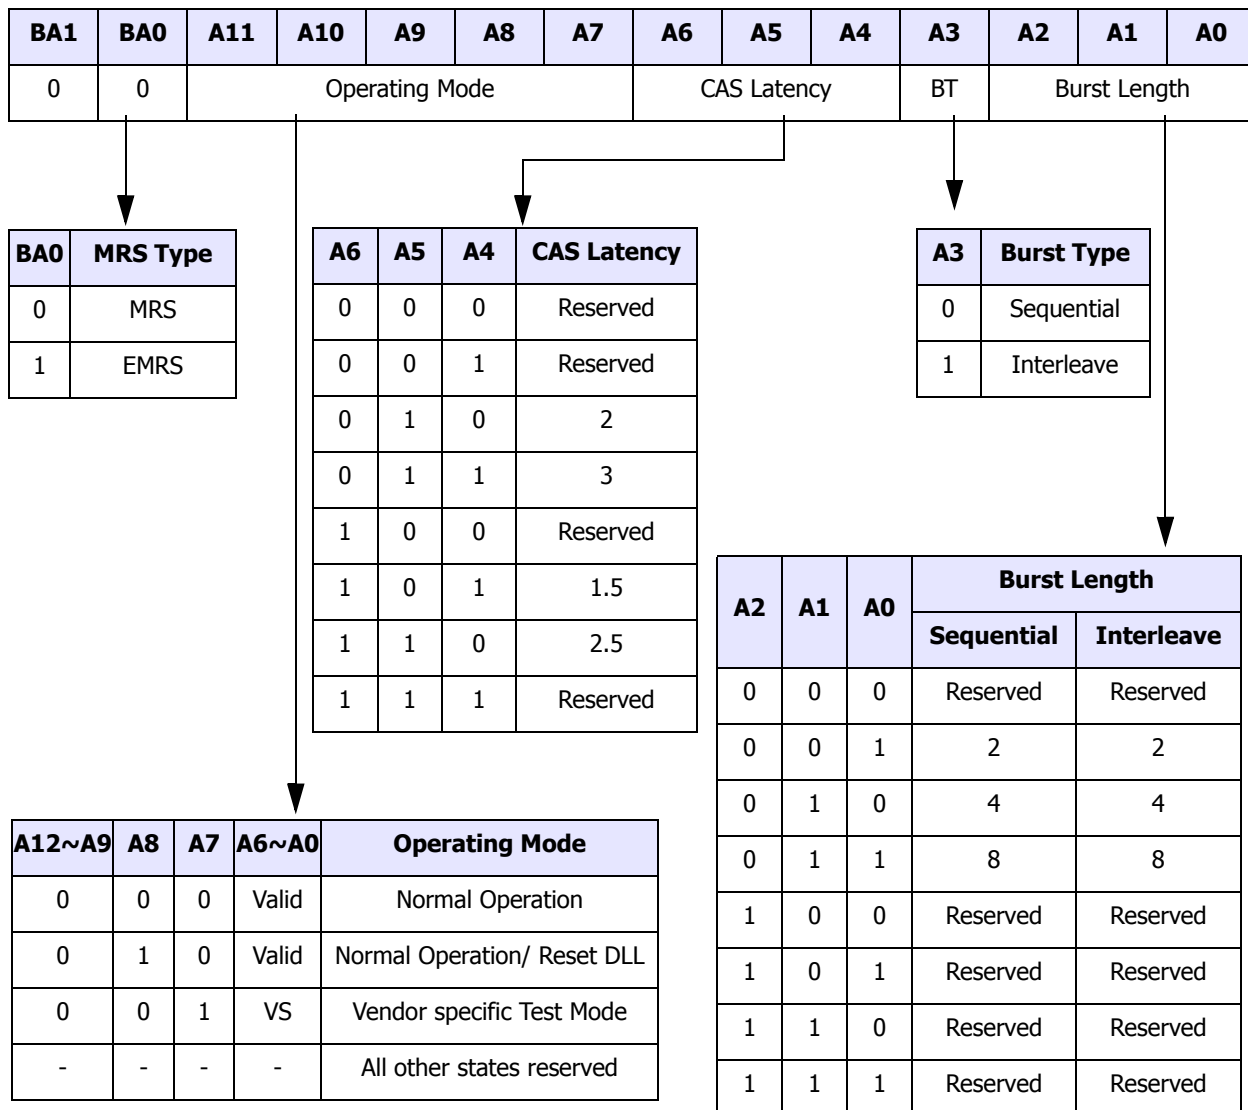 BA1 BA0 A11 A10 A9 A8 A7 A6 A5 A4 A3 A2 A1 A0
0 0 Operating Mode CAS Latency BT Burst Length
BA0 MRS Type
0 MRS
1 EMRS
A6 A5 A4 CAS Latency
0 0 0 Reserved
0 0 1 Reserved
0 1 0 2
0 1 1 3
1 0 0 Reserved
1 0 1 1.5
1 1 0 2.5
1 1 1 Reserved
A3 Burst Type
0 Sequential
1 Interleave
A2 A1 A0 Burst Length
Sequential Interleave
0 0 0 Reserved Reserved
0 0 1 2 2
0 1 0 4 4
0 1 1 8 8
1 0 0 Reserved Reserved
1 0 1 Reserved Reserved
1 1 0 Reserved Reserved
1 1 1 Reserved Reserved
A12~A9 A8 A7 A6~A0 Operating Mode
0 0 0 Valid Normal Operation
0 1 0 Valid Normal Operation/ Reset DLL
0 0 1 VS Vendor specific Test Mode
- - - - All other states reserved